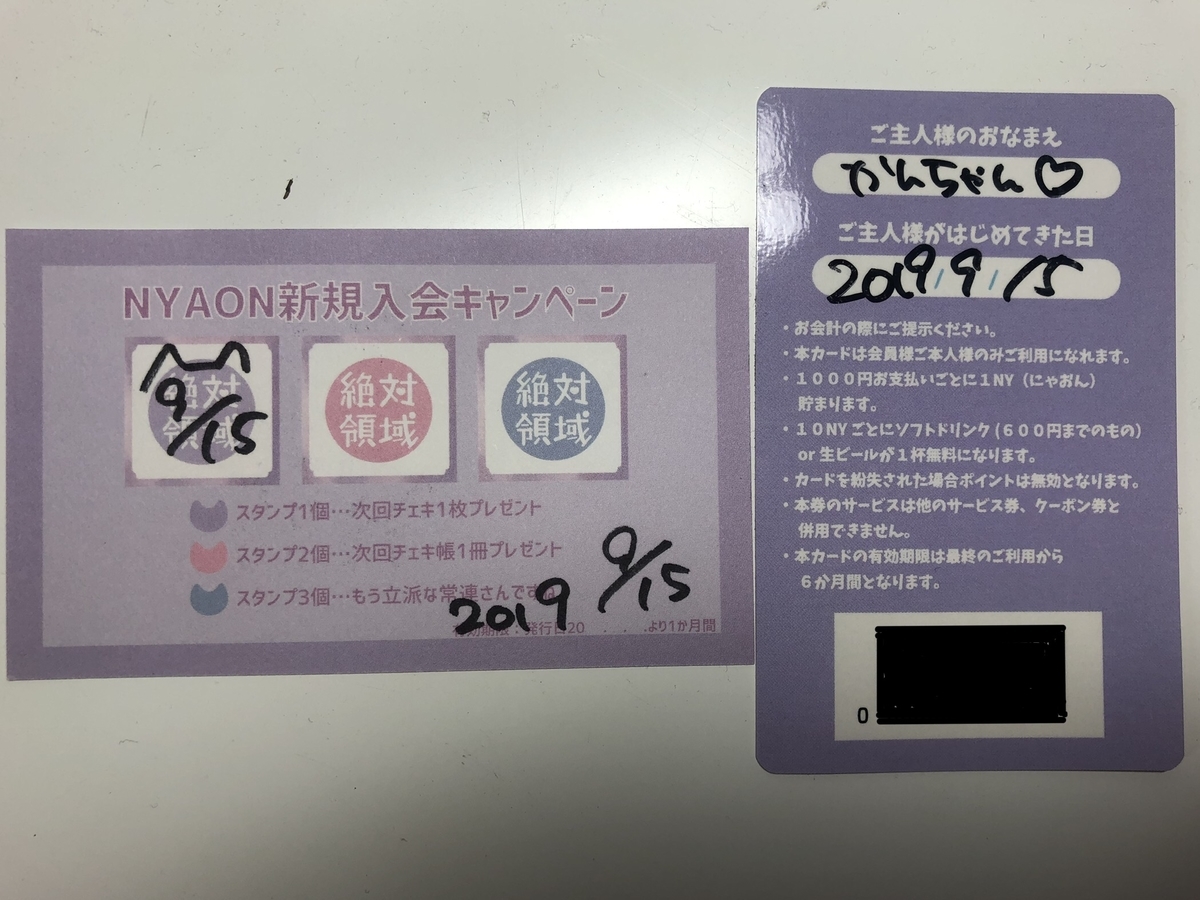 NYAON新規入会キャンペーン
絶対
領域
9/15
絶対
領域
絶対
領域
スタンプ1個…次回チェキ1枚プレゼント
スタンプ2個…次回チェキ帳1冊プレゼント
スタンプ3個…もう立派な常連さんですね
2019 9/15
有効期限:発行日20 . . .より1か月間
ご主人様のおなまえ
かんちゃん♡
ご主人様がはじめてきた日
2019/9/15
・お会計の際にご提示ください。
・本カードは会員様ご本人様のみご利用になれます。
・1000円お支払いごとに1NY(にゃおん)
貯まります。
・10NYごとにソフトドリンク(600円までのもの)
or 生ビールが1杯無料になります。
・カードを紛失された場合ポイントは無効となります。
・本券のサービスは他のサービス券、クーポン券と
併用できません。
・本カードの有効期限は最終のご利用から
6か月間となります。
0